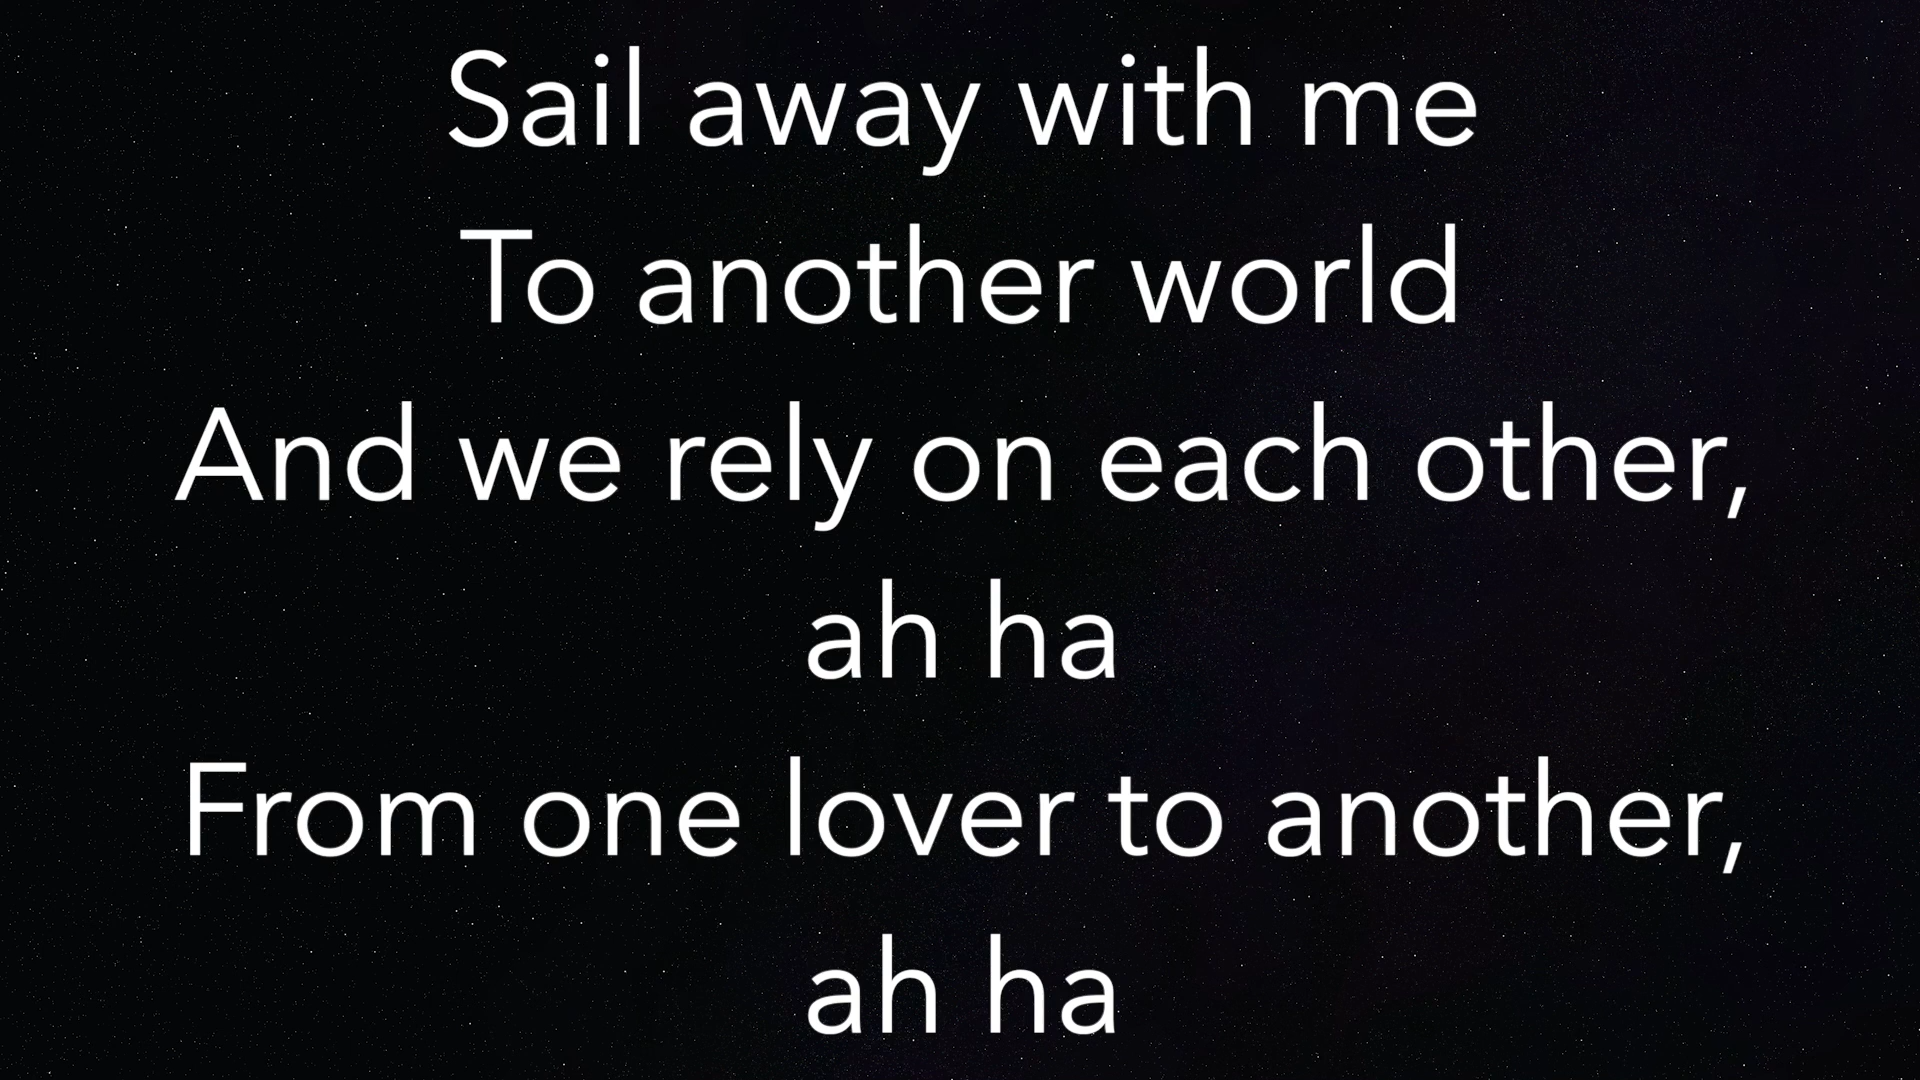 Sail away with me
To another world
And we rely on each other,
ah ha
From one lover to another,
ah ha